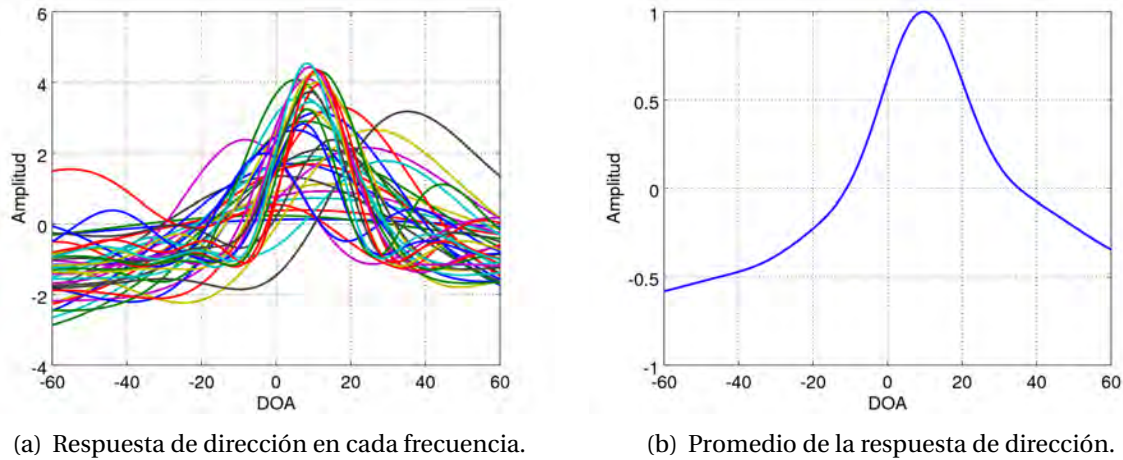 6
4
2
0
-2
-4
Amplitud
-60 -40 -20 0 20 40 60
DOA
1
0.5
0
-0.5
-1
Amplitud
-60 -40 -20 0 20 40 60
DOA
(a) Respuesta de dirección en cada frecuencia.
(b) Promedio de la respuesta de dirección.